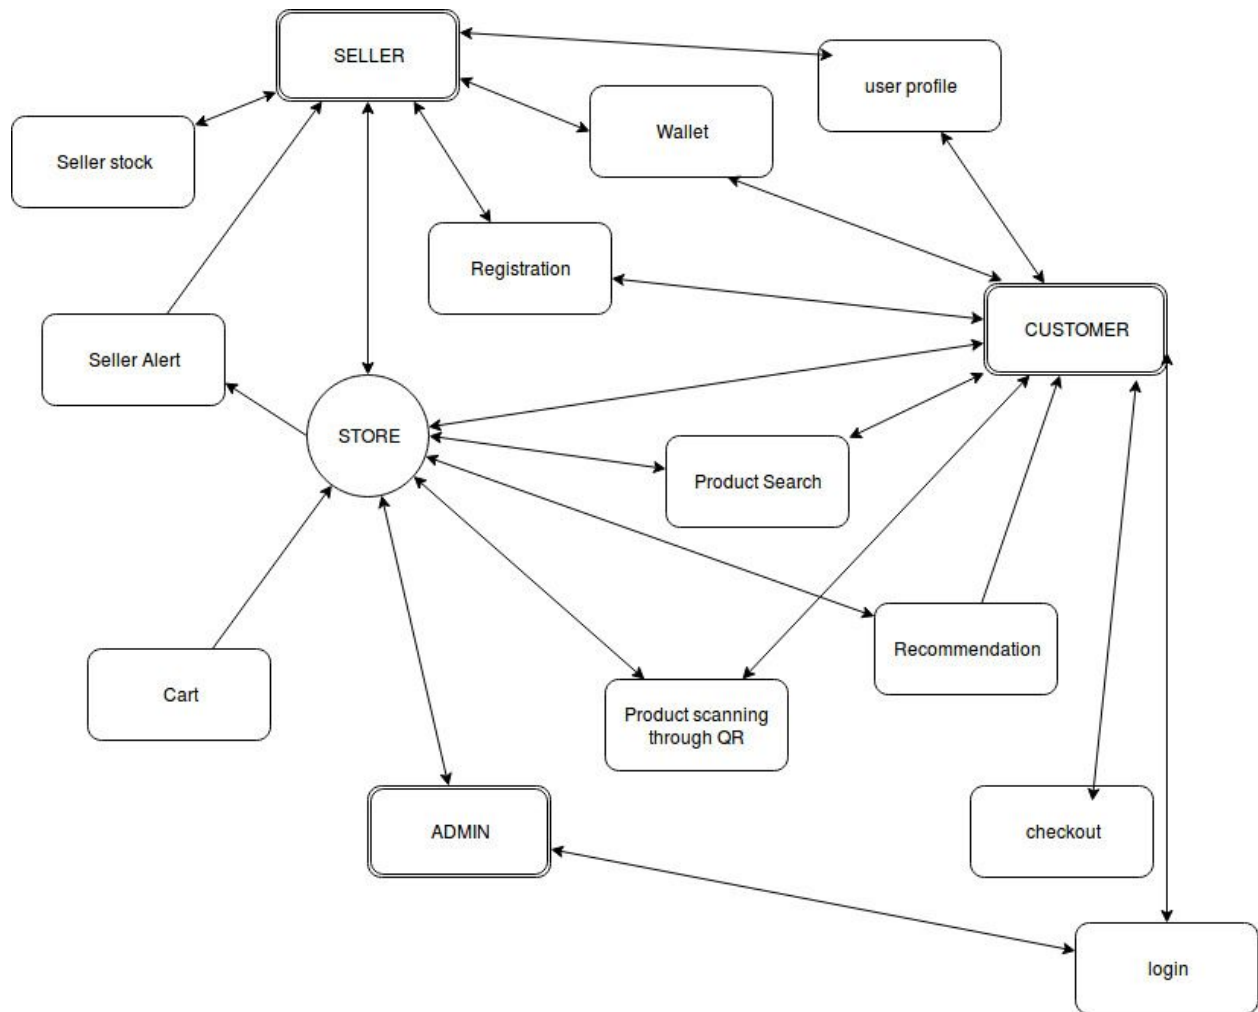 SELLER
user profile
Wallet
Seller stock
Registration
CUSTOMER
Seller Alert
STORE
Product Search
Recommendation
Cart
Product scanning
through QR
ADMIN
checkout
login